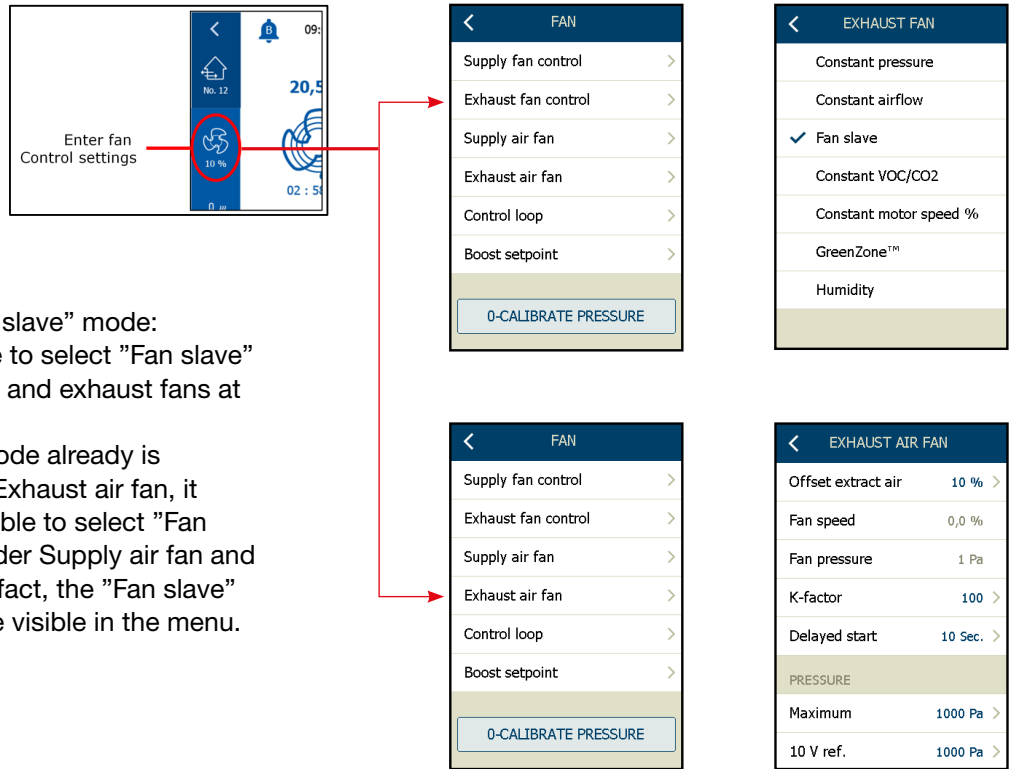 B
09:
No. 12
20,5
Enter fan
Control settings
10 %
02 : 5
slave" mode:
to select "Fan slave"
and exhaust fans at
ode already is
Exhaust air fan, it
ble to select "Fan
der Supply air fan and
fact, the "Fan slave"
e visible in the menu.
FAN
Supply fan control
Exhaust fan control
Supply air fan
Exhaust air fan
Control loop
Boost setpoint
0-CALIBRATE PRESSURE
EXHAUST FAN
Constant pressure
Constant airflow
Fan slave
Constant VOC/CO2
Constant motor speed %
GreenZone™
Humidity
FAN
Supply fan control
Exhaust fan control
Supply air fan
Exhaust air fan
Control loop
Boost setpoint
0-CALIBRATE PRESSURE
EXHAUST AIR FAN
Offset extract air 10 %
Fan speed 0,0 %
Fan pressure 1 Pa
K-factor 100
Delayed start 10 Sec.
PRESSURE
Maximum 1000 Pa
10 V ref. 1000 Pa